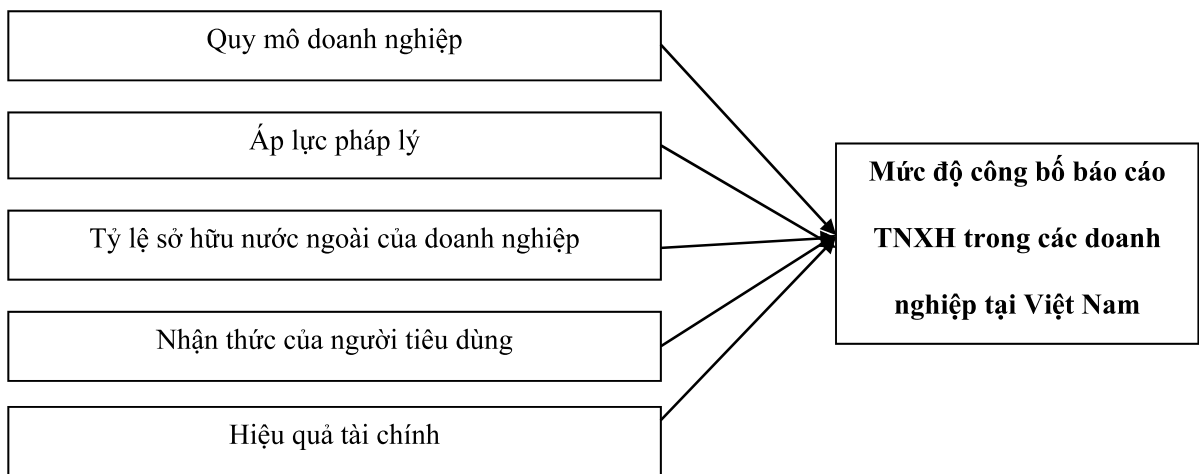 Quy mô doanh nghiệp
Áp lực pháp lý
Tỷ lệ sở hữu nước ngoài của doanh nghiệp
Nhận thức của người tiêu dùng
Hiệu quả tài chính
Mức độ công bố báo cáo
TNXH trong các doanh
nghiệp tại Việt Nam